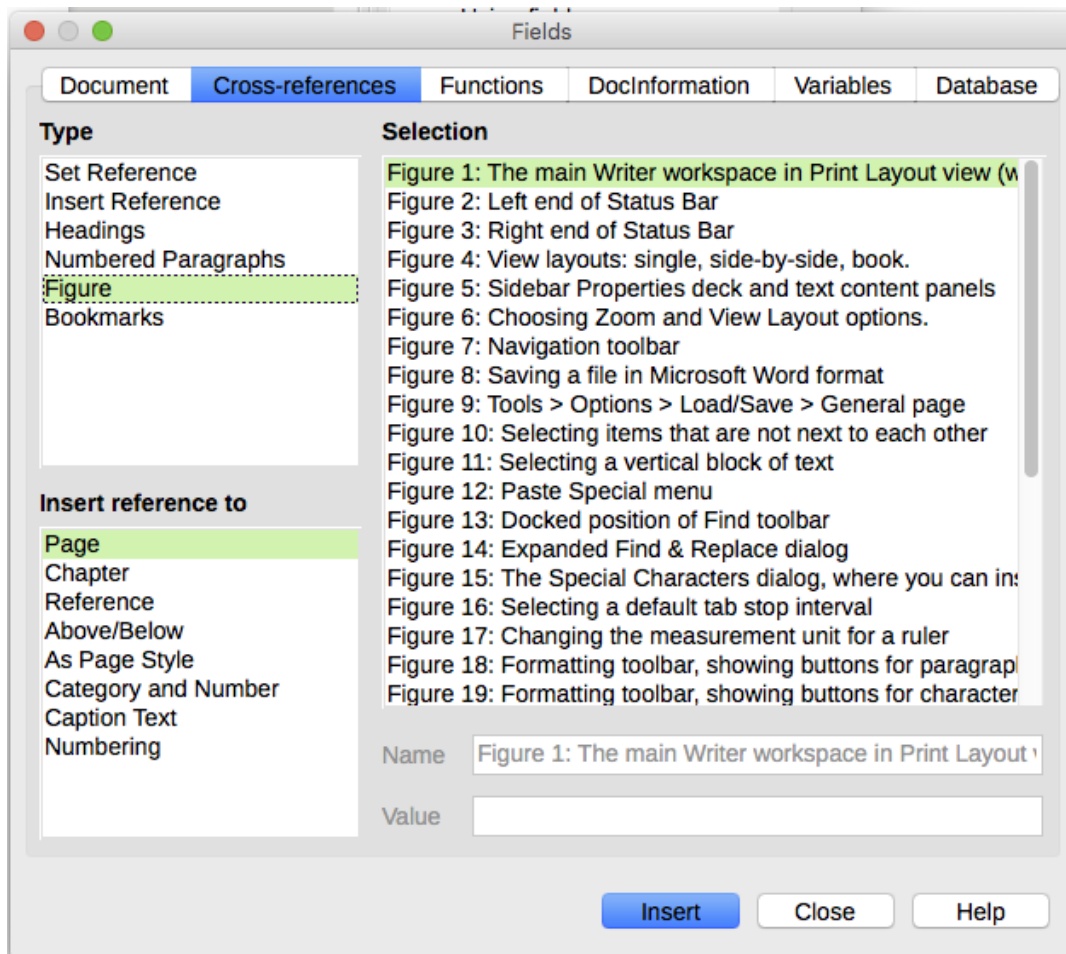 Fields
Document Cross-references Functions DocInformation Variables Database
Type
Set Reference
Insert Reference
Headings
Numbered Paragraphs
Figure
Bookmarks
Insert reference to
Page
Chapter
Reference
Above/Below
As Page Style
Category and Number
Caption Text
Numbering
Selection
Figure 1: The main Writer workspace in Print Layout view (w
Figure 2: Left end of Status Bar
Figure 3: Right end of Status Bar
Figure 4: View layouts: single, side-by-side, book.
Figure 5: Sidebar Properties deck and text content panels
Figure 6: Choosing Zoom and View Layout options.
Figure 7: Navigation toolbar
Figure 8: Saving a file in Microsoft Word format
Figure 9: Tools > Options > Load/Save > General page
Figure 10: Selecting items that are not next to each other
Figure 11: Selecting a vertical block of text
Figure 12: Paste Special menu
Figure 13: Docked position of Find toolbar
Figure 14: Expanded Find & Replace dialog
Figure 15: The Special Characters dialog, where you can ins
Figure 16: Selecting a default tab stop interval
Figure 17: Changing the measurement unit for a ruler
Figure 18: Formatting toolbar, showing buttons for paragrap
Figure 19: Formatting toolbar, showing buttons for character
Name Figure 1: The main Writer workspace in Print Layout
Value
Insert Close Help